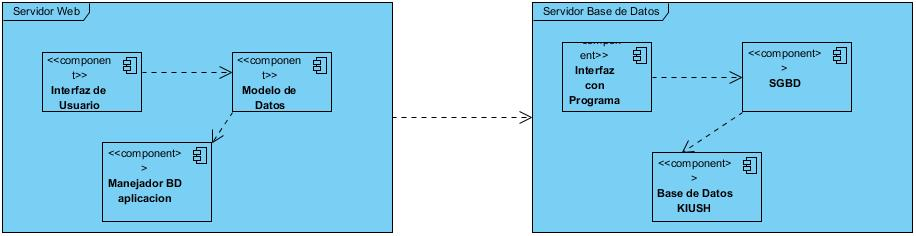 Servidor Web
<<componen
t>>
Interfaz de
Usuario
<<componen
t>>
Modelo de
Datos
<<component>
>
Manejador BD
aplicacion
Servidor Base de Datos
<<compon
ent>>
Interfaz
con
Programa
<<component>
>
SGBD
<<component>
>
Base de Datos
KIUSH